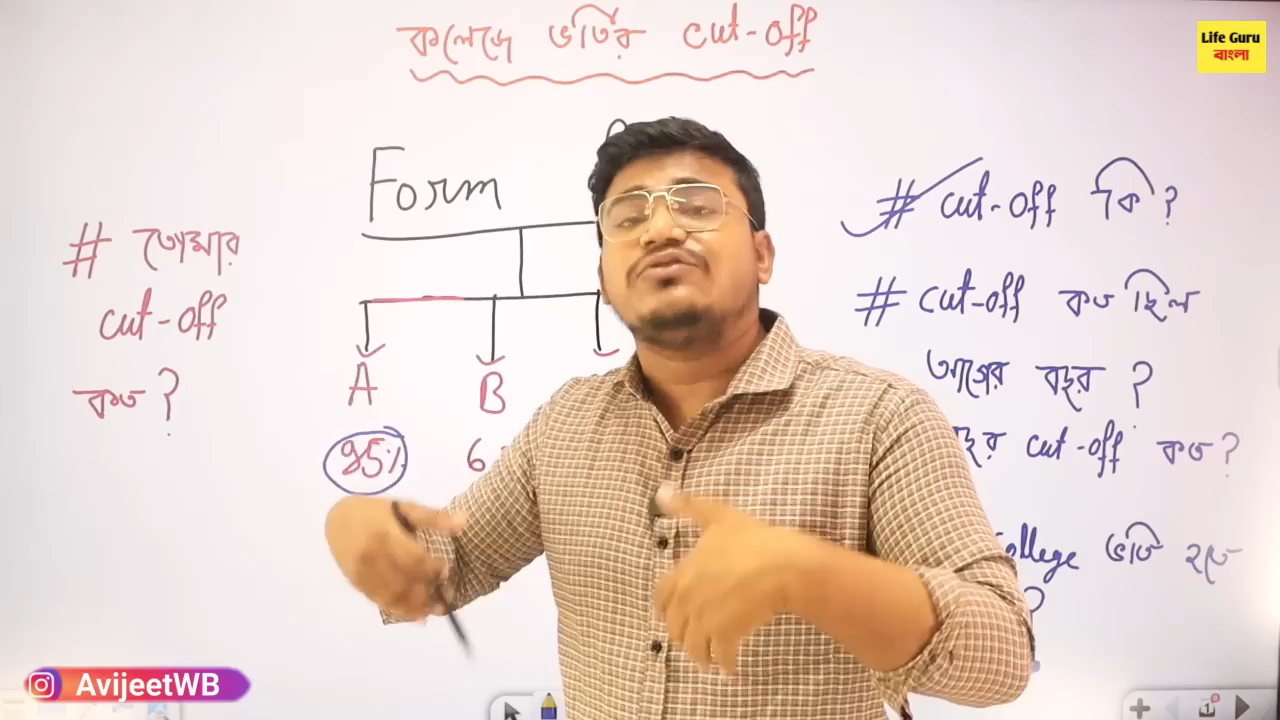 কলেজে ভর্তির cut-off
Life Guru
বাংলা
Form
# তোমার
cut-off
কত ?
A
B
95%
6
# cut-off কি ?
# cut-off কত ছিল
আগের বছর ?
cut-off কত ?
ollege ভর্তি হতে
?
AvijeetWB